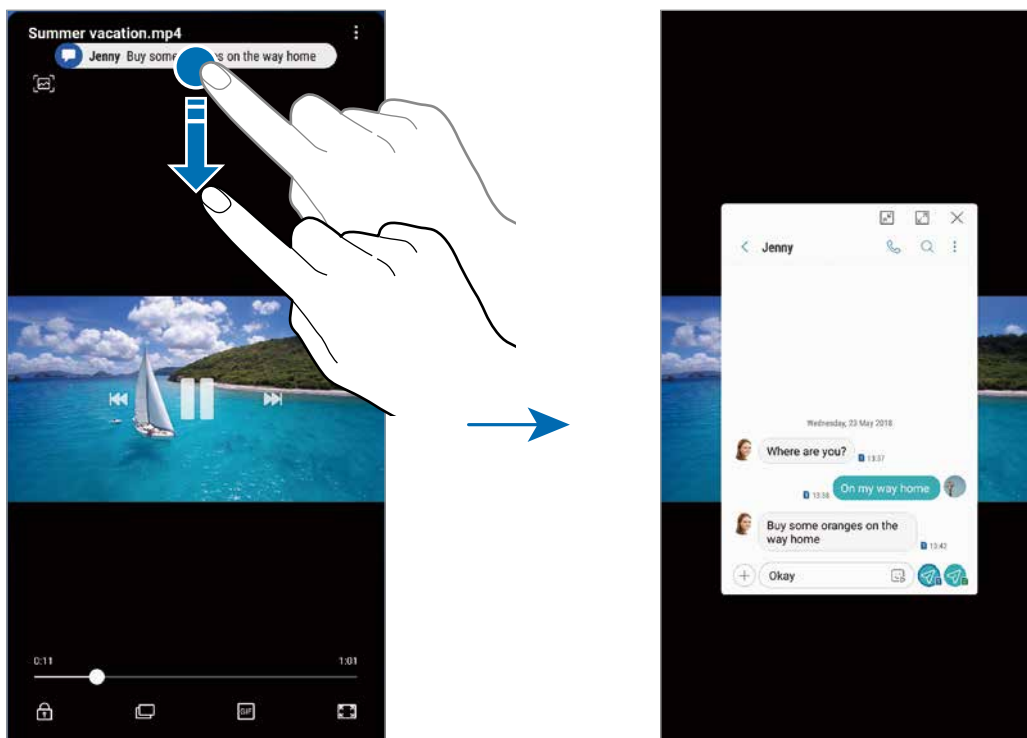 Summer vacation.mp4
Jenny Buy some s on the way home
0:11
1:01
GIF
Jenny
Wednesday, 23 May 2018
Where are you?
13:37
On my way home
13:38
Buy some oranges on the
way home
13:42
Okay